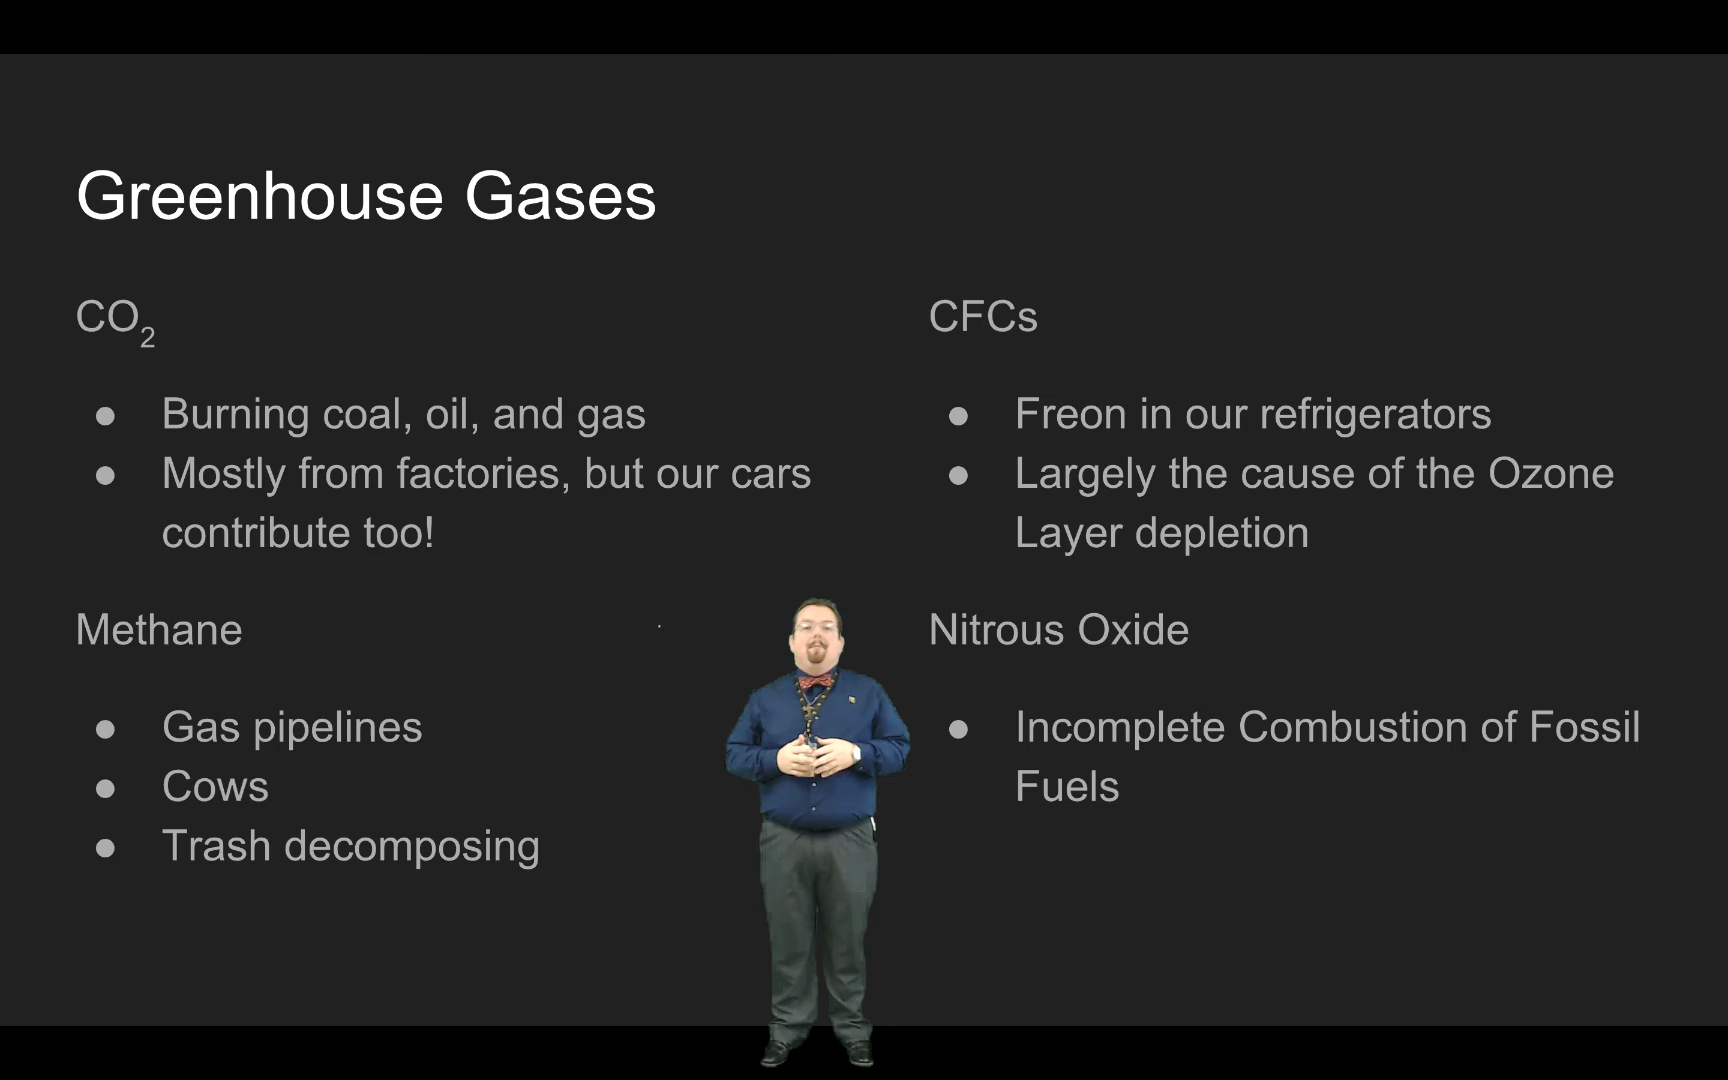 Greenhouse Gases
CO₂
● Burning coal, oil, and gas
● Mostly from factories, but our cars
contribute too!
Methane
● Gas pipelines
● Cows
● Trash decomposing
CFCs
● Freon in our refrigerators
● Largely the cause of the Ozone
Layer depletion
Nitrous Oxide
● Incomplete Combustion of Fossil
Fuels